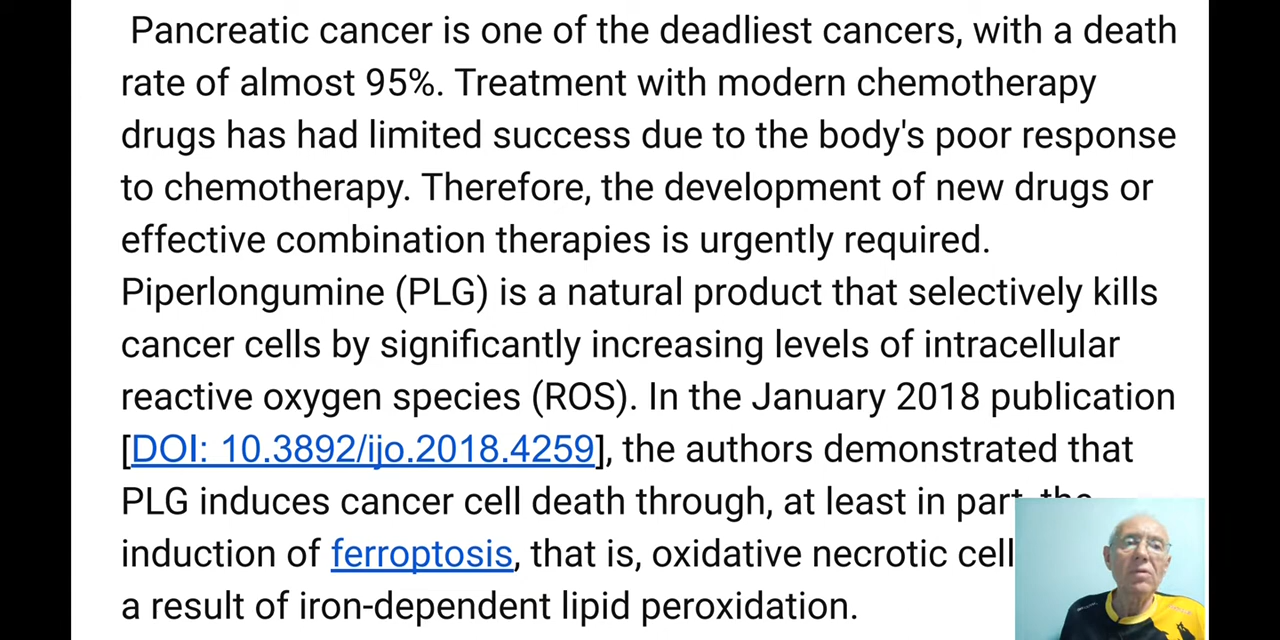 Pancreatic cancer is one of the deadliest cancers, with a death
rate of almost 95%. Treatment with modern chemotherapy
drugs has had limited success due to the body's poor response
to chemotherapy. Therefore, the development of new drugs or
effective combination therapies is urgently required.
Piperlongumine (PLG) is a natural product that selectively kills
cancer cells by significantly increasing levels of intracellular
reactive oxygen species (ROS). In the January 2018 publication
[DOI: 10.3892/ijo.2018.4259], the authors demonstrated that
PLG induces cancer cell death through, at least in part, the
induction of ferroptosis, that is, oxidative necrotic cell
a result of iron-dependent lipid peroxidation.